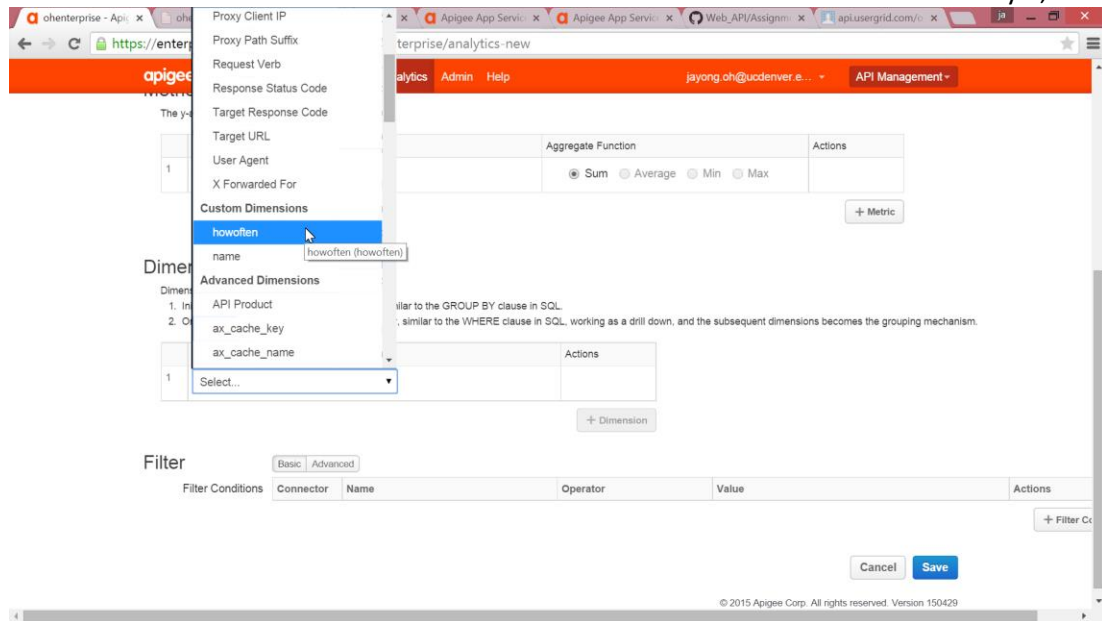 ohenterprise - Apig
ohe
Apigee App Servic
Apigee App Servic
Web_API/Assignme
api.usergrid.com/o
ja
https://enterp
terprise/analytics-new
apigee
alytics Admin Help
jayong.oh@ucdenver.e...
API Management
Proxy Client IP
Proxy Path Suffix
Request Verb
Response Status Code
Target Response Code
Target URL
User Agent
X Forwarded For
Custom Dimensions
howoften
howoften (howoften)
name
Advanced Dimensions
API Product
ax_cache_key
ax_cache_name
The y-a
Aggregate Function
Actions
1
Sum Average Min Max
+ Metric
Dimen
Dimens
1. Ini
ilar to the GROUP BY clause in SQL.
2. On
, similar to the WHERE clause in SQL, working as a drill down, and the subsequent dimensions becomes the grouping mechanism.
Actions
1
Select...
+ Dimension
Filter
Basic Advanced
Filter Conditions
Connector Name Operator Value Actions
+ Filter Co
Cancel Save
© 2015 Apigee Corp. All rights reserved. Version 150429